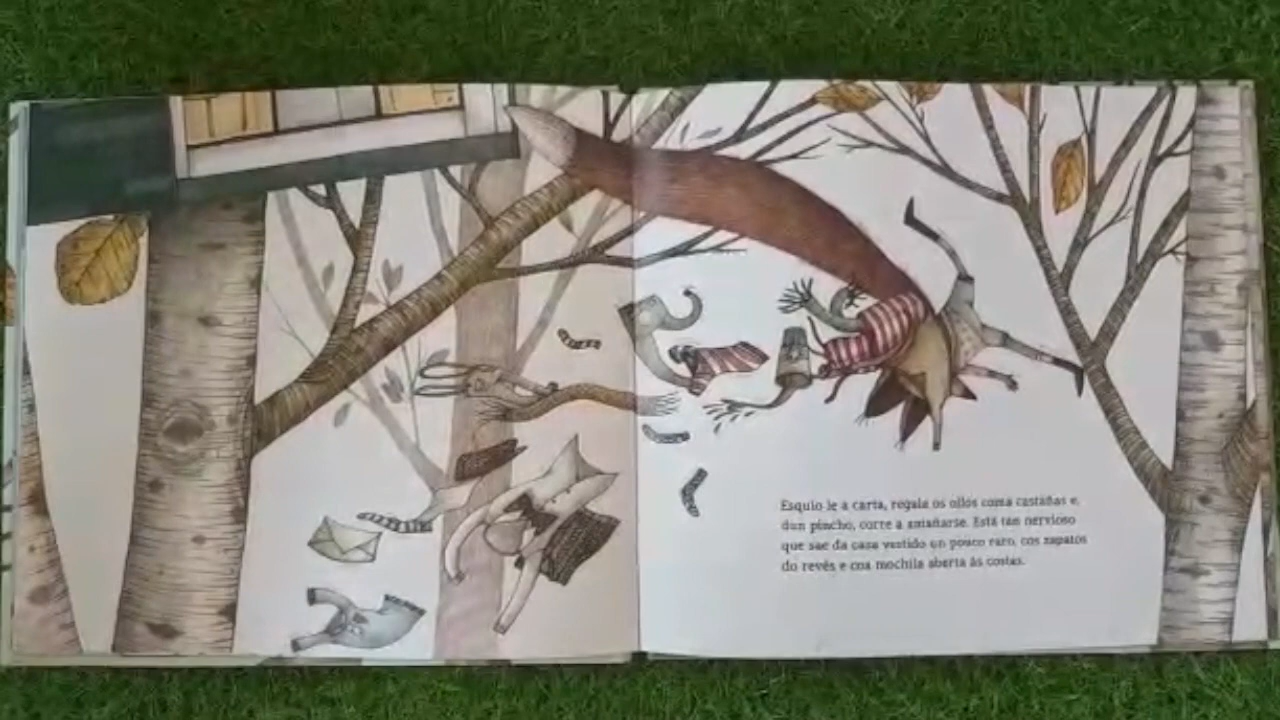 Esquío le a carta, regala os ollos coma castañas e,
dun pincho, corre a amañarse. Está tan nervioso
que sae da casa vestido un pouco raro, cos zapatos
do revés e coa mochila aberta ás costas.